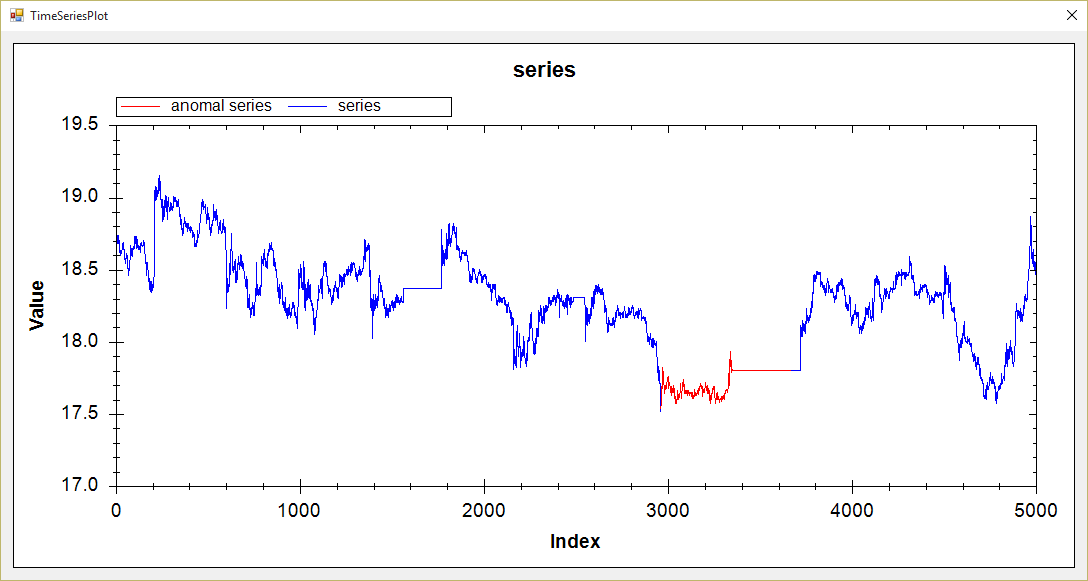 TimeSeriesPlot
series
anomal series series
19.5
19.0
18.5
18.0
17.5
17.0
Value
0 1000 2000 3000 4000 5000
Index